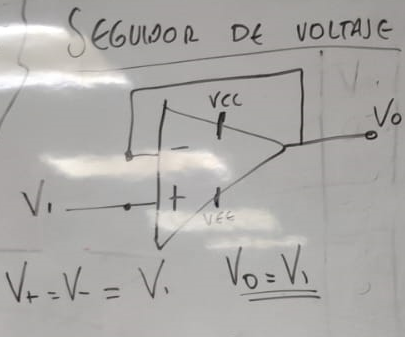 SEGUIDOR DE VOLTAJE
VCC
Vo
-
V₁ +
VEE
V+ = V- = V₁ Vo = V₁